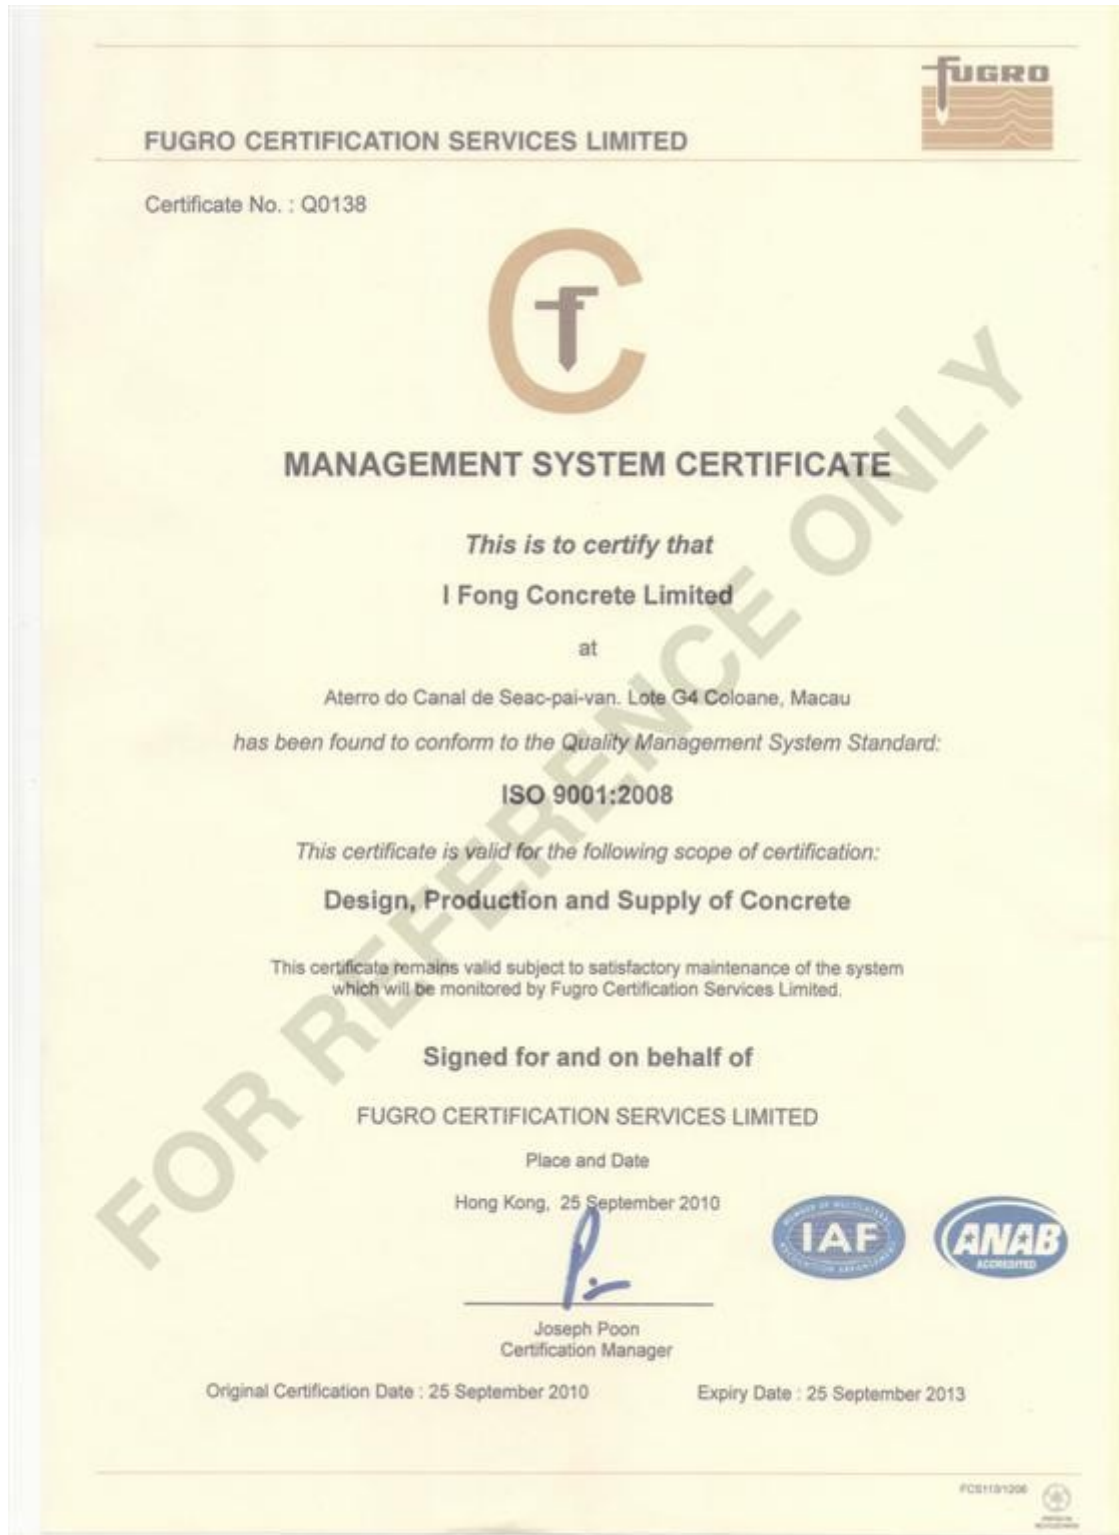 FUGRO
FUGRO CERTIFICATION SERVICES LIMITED
Certificate No. : Q0138
MANAGEMENT SYSTEM CERTIFICATE
This is to certify that
I Fong Concrete Limited
at
Aterro do Canal de Seac-pai-van. Lote G4 Coloane, Macau
has been found to conform to the Quality Management System Standard:
ISO 9001:2008
This certificate is valid for the following scope of certification:
Design, Production and Supply of Concrete
This certificate remains valid subject to satisfactory maintenance of the system
which will be monitored by Fugro Certification Services Limited.
Signed for and on behalf of
FUGRO CERTIFICATION SERVICES LIMITED
Place and Date
Hong Kong, 25 September 2010
MEMBER OF MULTILATERAL
IAF
RECOGNITION ARRANGEMENT
ANAB
ACCREDITED
Joseph Poon
Certification Manager
Original Certification Date : 25 September 2010 Expiry Date : 25 September 2013
FOR REFERENCE ONLY